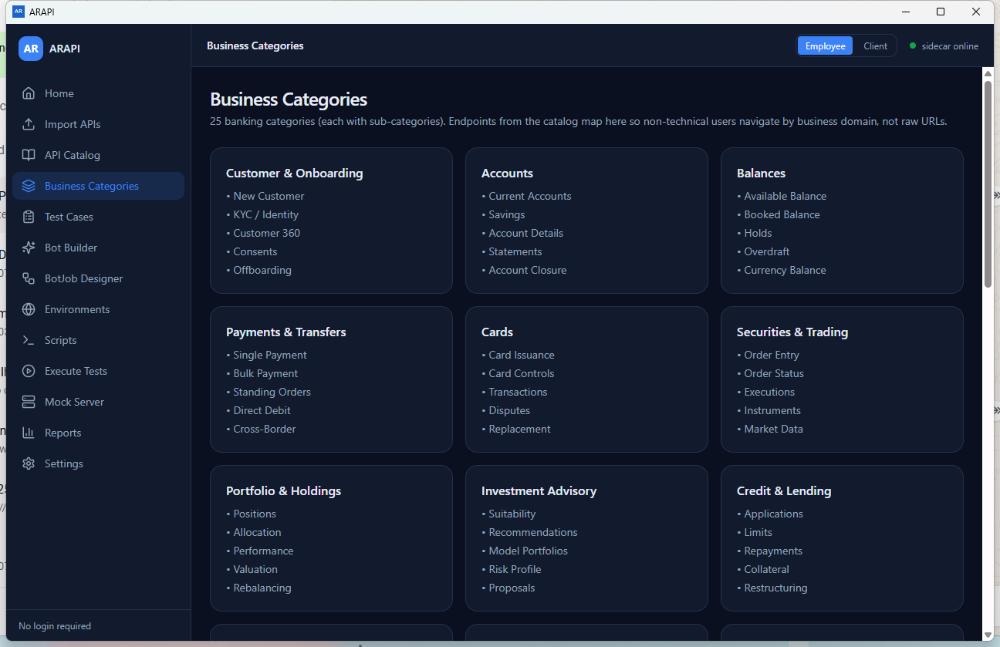 AR ARAPI
AR ARAPI
Business Categories
Employee Client sidecar online
Home
Import APIs
API Catalog
Business Categories
Test Cases
Bot Builder
BotJob Designer
Environments
Scripts
Execute Tests
Mock Server
Reports
Settings
No login required
Business Categories
25 banking categories (each with sub-categories). Endpoints from the catalog map here so non-technical users navigate by business domain, not raw URLs.
Customer & Onboarding
• New Customer
• KYC / Identity
• Customer 360
• Consents
• Offboarding
Accounts
• Current Accounts
• Savings
• Account Details
• Statements
• Account Closure
Balances
• Available Balance
• Booked Balance
• Holds
• Overdraft
• Currency Balance
Payments & Transfers
• Single Payment
• Bulk Payment
• Standing Orders
• Direct Debit
• Cross-Border
Cards
• Card Issuance
• Card Controls
• Transactions
• Disputes
• Replacement
Securities & Trading
• Order Entry
• Order Status
• Executions
• Instruments
• Market Data
Portfolio & Holdings
• Positions
• Allocation
• Performance
• Valuation
• Rebalancing
Investment Advisory
• Suitability
• Recommendations
• Model Portfolios
• Risk Profile
• Proposals
Credit & Lending
• Applications
• Limits
• Repayments
• Collateral
• Restructuring